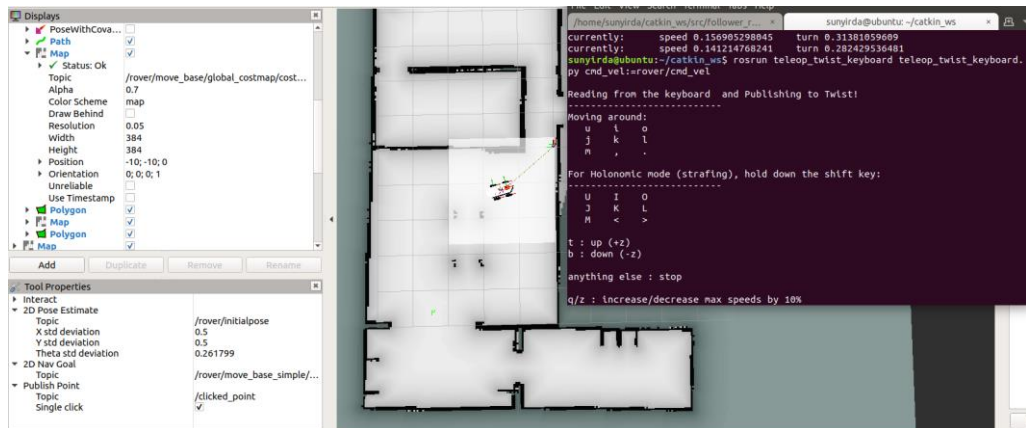 Displays
PoseWithCova...
Path
Map
Status: Ok
Topic /rover/move_base/global_costmap/cost...
Alpha 0.7
Color Scheme map
Draw Behind
Resolution 0.05
Width 384
Height 384
Position -10; -10; 0
Orientation 0; 0; 0; 1
Unreliable
Use Timestamp
Polygon
Map
Polygon
Map
Add Duplicate Remove Rename
Tool Properties
Interact
2D Pose Estimate
Topic /rover/initialpose
X std deviation 0.5
Y std deviation 0.5
Theta std deviation 0.261799
2D Nav Goal
Topic /rover/move_base_simple/...
Publish Point
Topic /clicked_point
Single click
/home/sunyirda/catkin_ws/src/follower_r... × sunyirda@ubuntu: ~/catkin_ws ×
currently: speed 0.156905298045 turn 0.31381059609
currently: speed 0.141214768241 turn 0.282429536481
sunyirda@ubuntu:~/catkin_ws$ rosrun teleop_twist_keyboard teleop_twist_keyboard.
py cmd_vel:=rover/cmd_vel
Reading from the keyboard and Publishing to Twist!
---------------------------
Moving around:
u i o
j k l
m , .
For Holonomic mode (strafing), hold down the shift key:
---------------------------
U I O
J K L
M < >
t : up (+z)
b : down (-z)
anything else : stop
q/z : increase/decrease max speeds by 10%